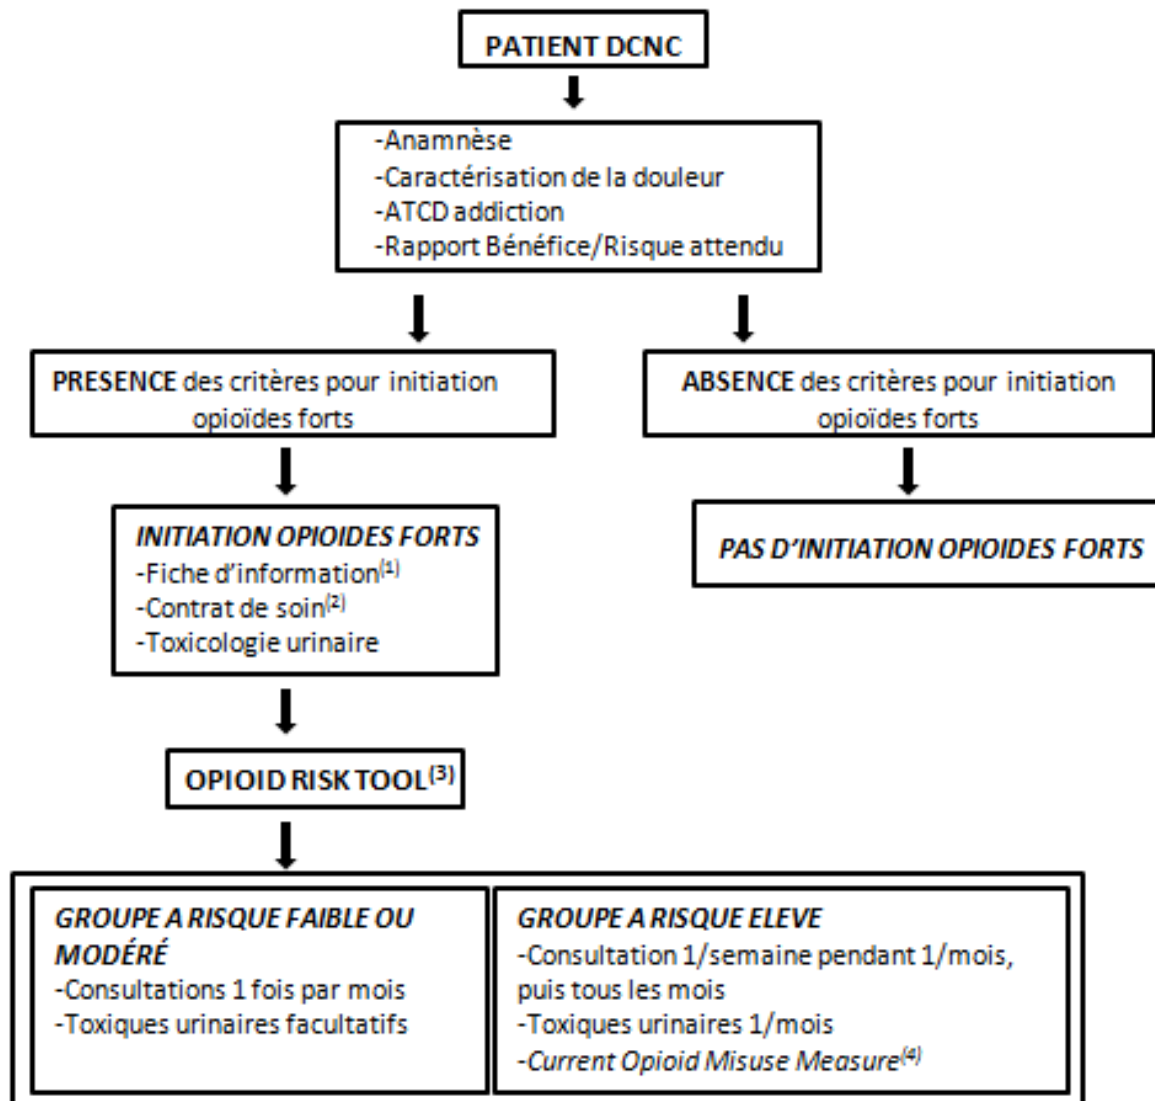 PATIENT DCNC
-Anamnèse
-Caractérisation de la douleur
-ATCD addiction
-Rapport Bénéfice/Risque attendu
PRESENCE des critères pour initiation
opioïdes forts
ABSENCE des critères pour initiation
opioïdes forts
INITIATION OPIOIDES FORTS
-Fiche d'information(1)
-Contrat de soin(2)
-Toxicologie urinaire
PAS D'INITIATION OPIOIDES FORTS
OPIOID RISK TOOL(3)
GROUPE A RISQUE FAIBLE OU
MODÉRÉ
-Consultations 1 fois par mois
-Toxiques urinaires facultatifs
GROUPE A RISQUE ELEVE
-Consultation 1/semaine pendant 1/mois,
puis tous les mois
-Toxiques urinaires 1/mois
-Current Opioid Misuse Measure(4)